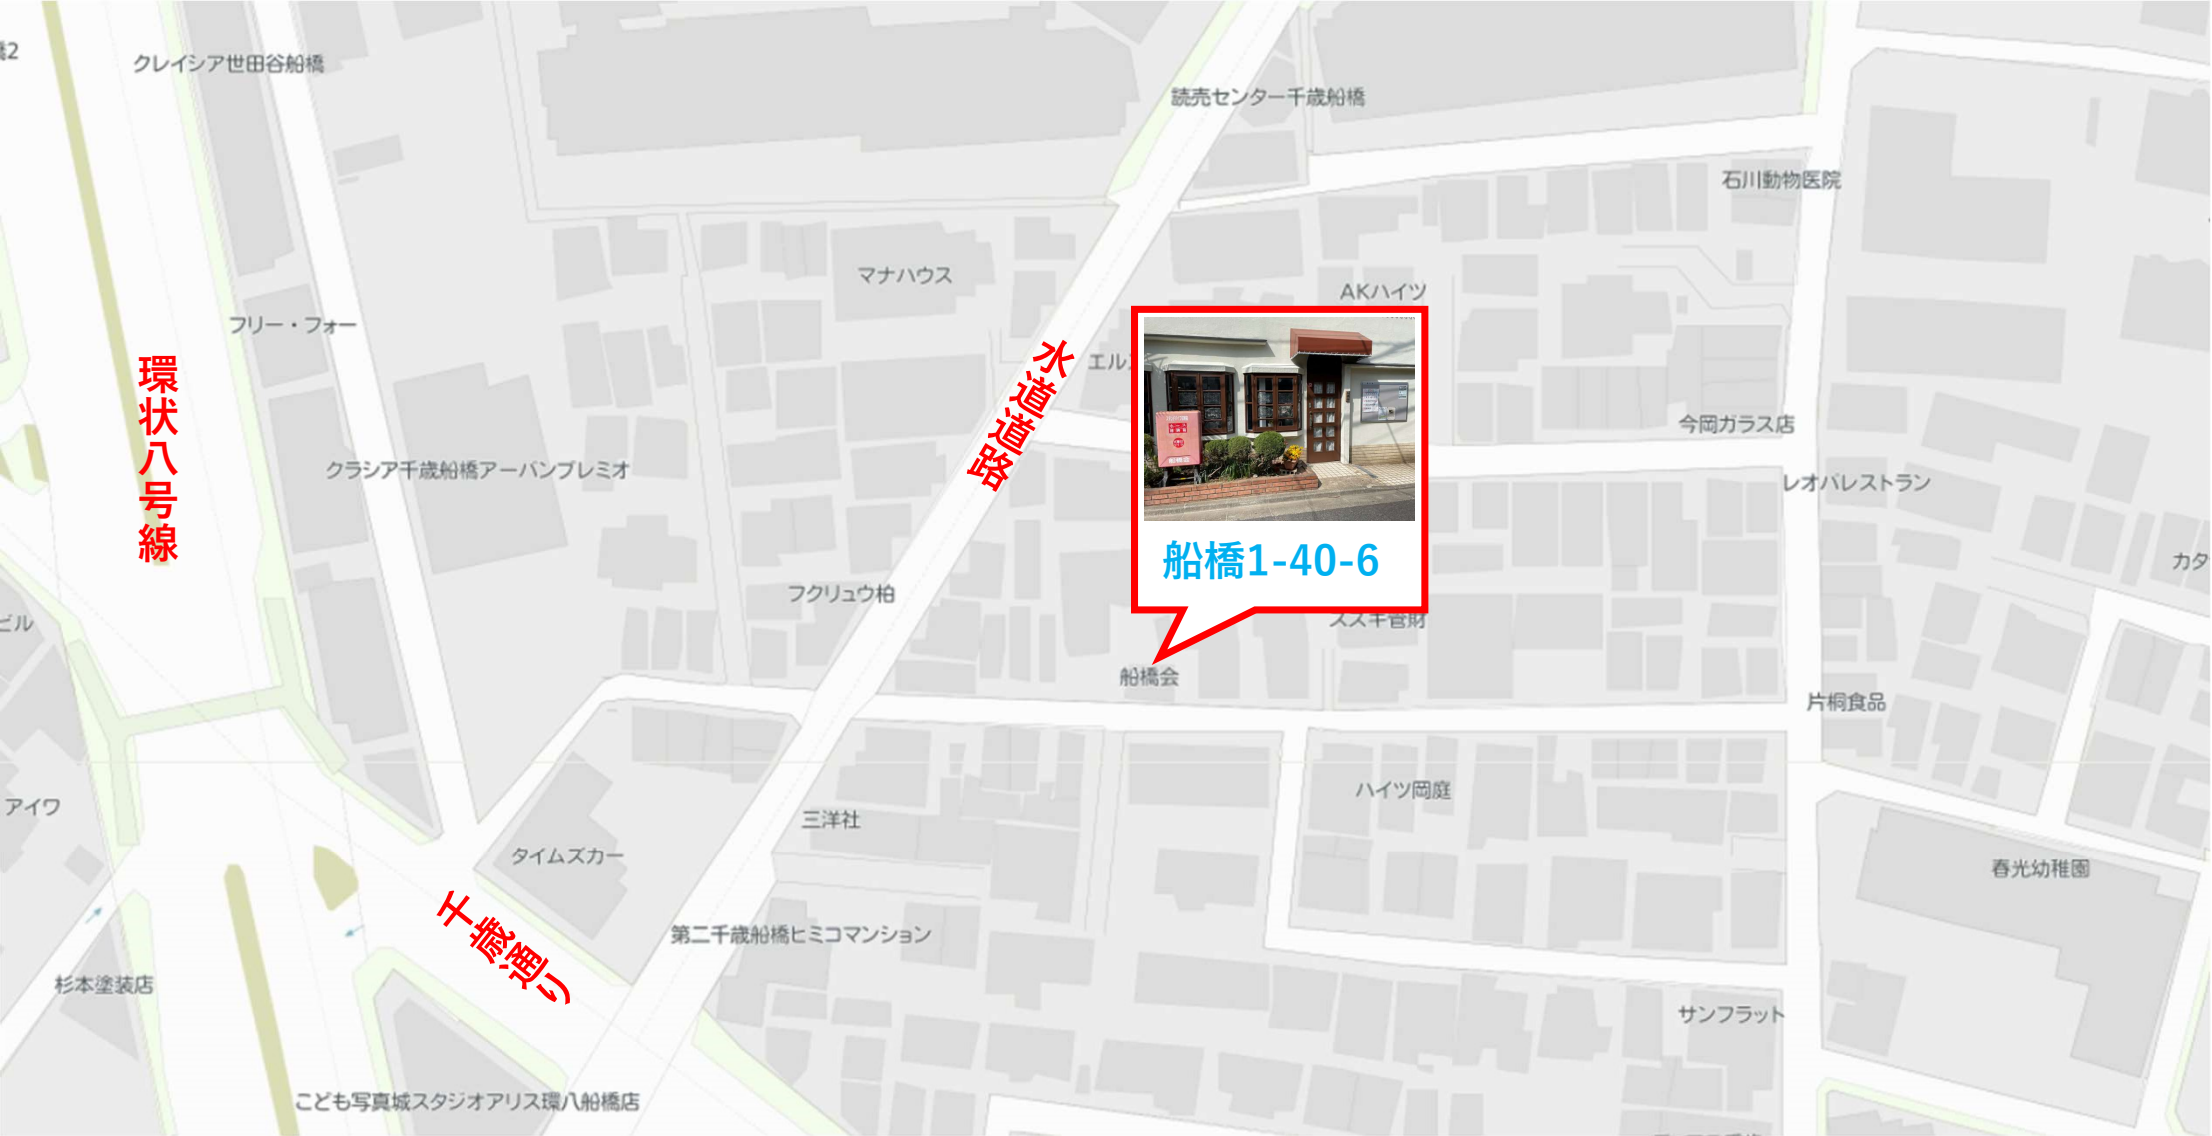 橋2
クレイシア世田谷船橋
読売センター千歳船橋
石川動物医院
マナハウス
AKハイツ
フリー・フォー
環状八号線
水道道路
エル
今岡ガラス店
クラシア千歳船橋アーバンプレミオ
レオパレストラン
船橋1-40-6
カタ
フクリュウ柏
ビル
スズキ管財
船橋会
片桐食品
ハイツ岡庭
アイワ
三洋社
タイムズカー
春光幼稚園
千歳通り
第二千歳船橋ヒミコマンション
杉本塗装店
サンフラット
こども写真城スタジオアリス環八船橋店